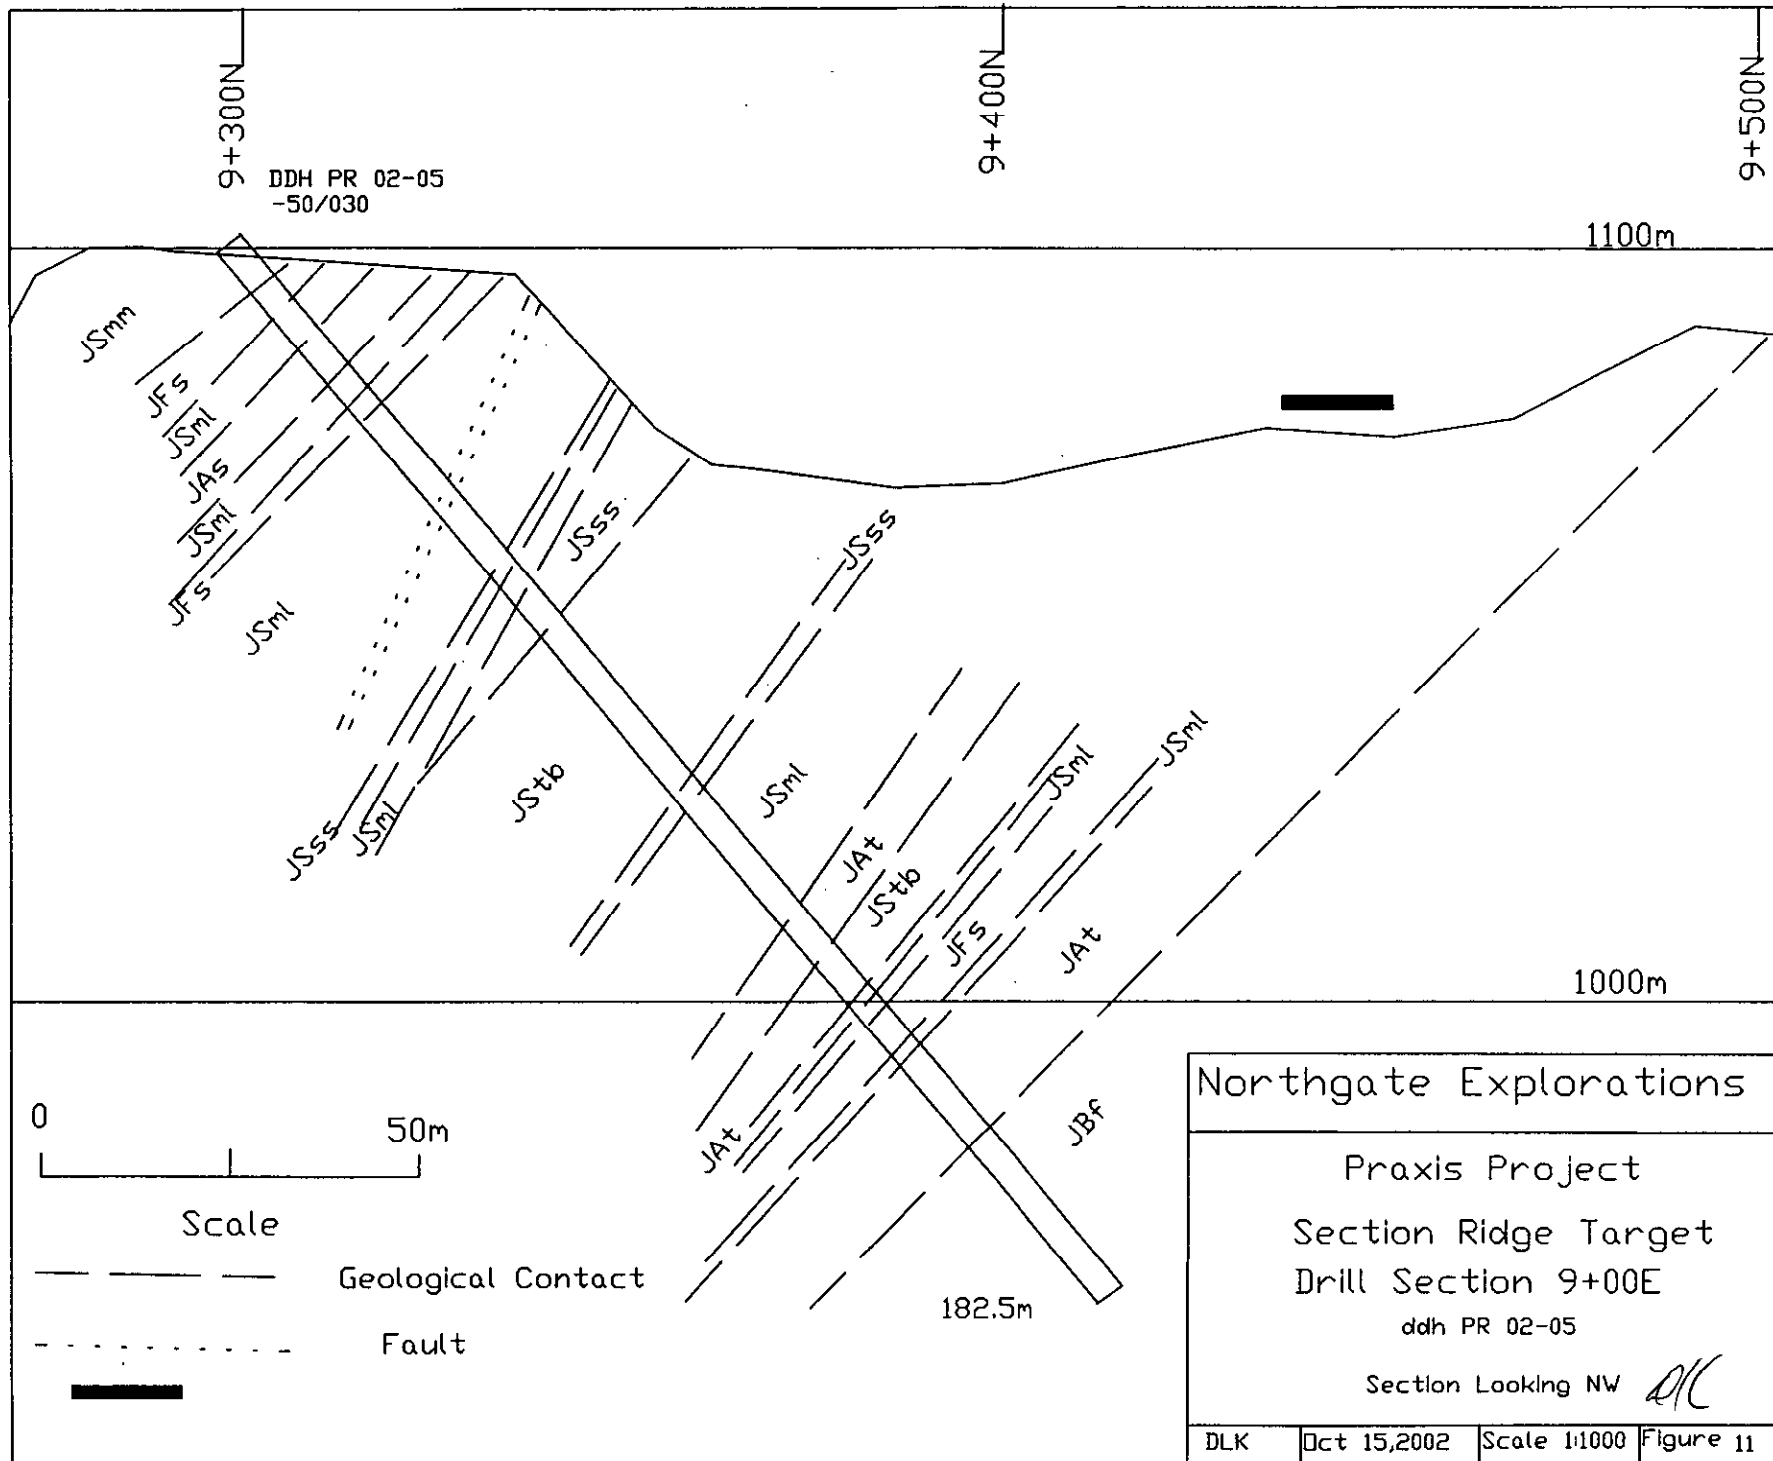 9+300N
9+400N
9+500N
DDH PR 02-05
-50/030
1100m
JSmm
JFs
JSml
JAs
JSml
JFs
JSml
JSss
JSss
JSml
JSss
JStb
JSml
JAt
JStb
JSml
JSml
JFs
JAt
1000m
JAt
JBf
0
50m
Scale
Geological Contact
Fault
182.5m
Northgate Explorations
Praxis Project
Section Ridge Target
Drill Section 9+00E
ddh PR 02-05
Section Looking NW
DLK
DLK
Oct 15,2002
Scale 1:1000
Figure 11